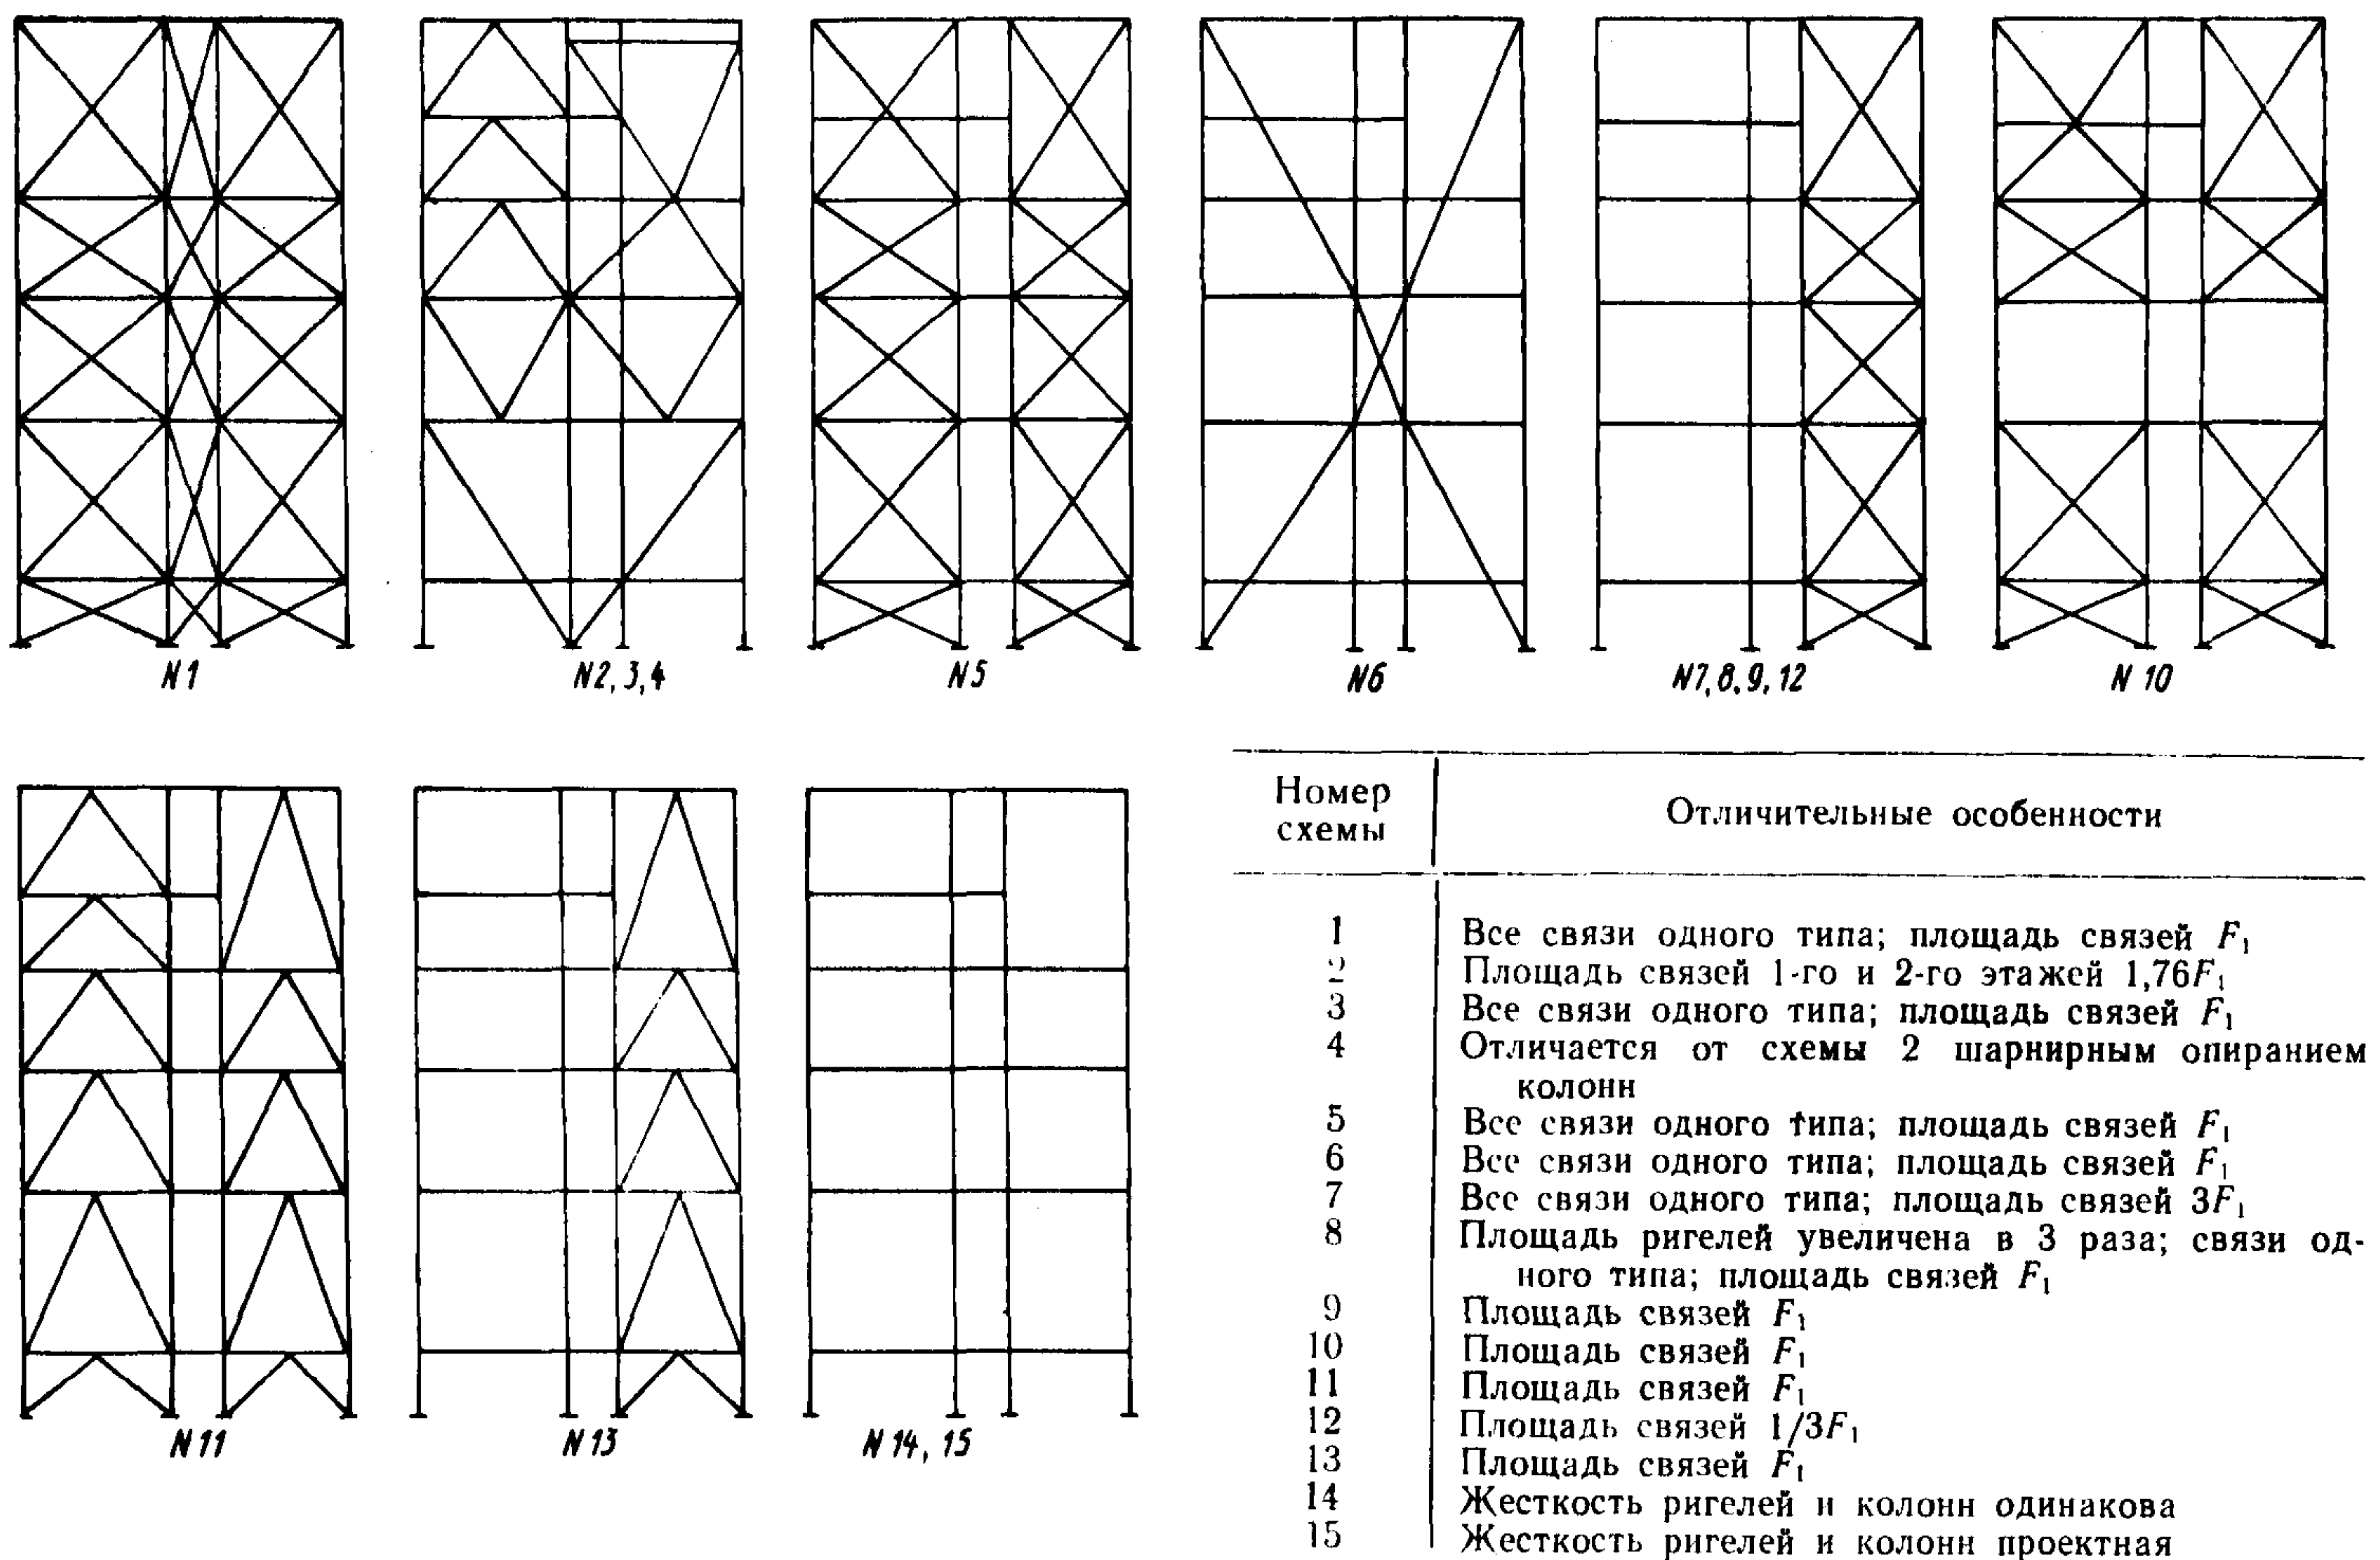 N1
N2, 3, 4
N5
N6
N7, 8, 9, 12
N 10
N11
N13
N14, 15
Номер схемы Отличительные особенности
1 Все связи одного типа; площадь связей F₁
2 Площадь связей 1-го и 2-го этажей 1,76F₁
3 Все связи одного типа; площадь связей F₁
4 Отличается от схемы 2 шарнирным опиранием
колонн
5 Все связи одного типа; площадь связей F₁
6 Все связи одного типа; площадь связей F₁
7 Все связи одного типа; площадь связей 3F₁
8 Площадь ригелей увеличена в 3 раза; связи од-
ного типа; площадь связей F₁
9 Площадь связей F₁
10 Площадь связей F₁
11 Площадь связей F₁
12 Площадь связей 1/3F₁
13 Площадь связей F₁
14 Жесткость ригелей и колонн одинакова
15 Жесткость ригелей и колонн проектная